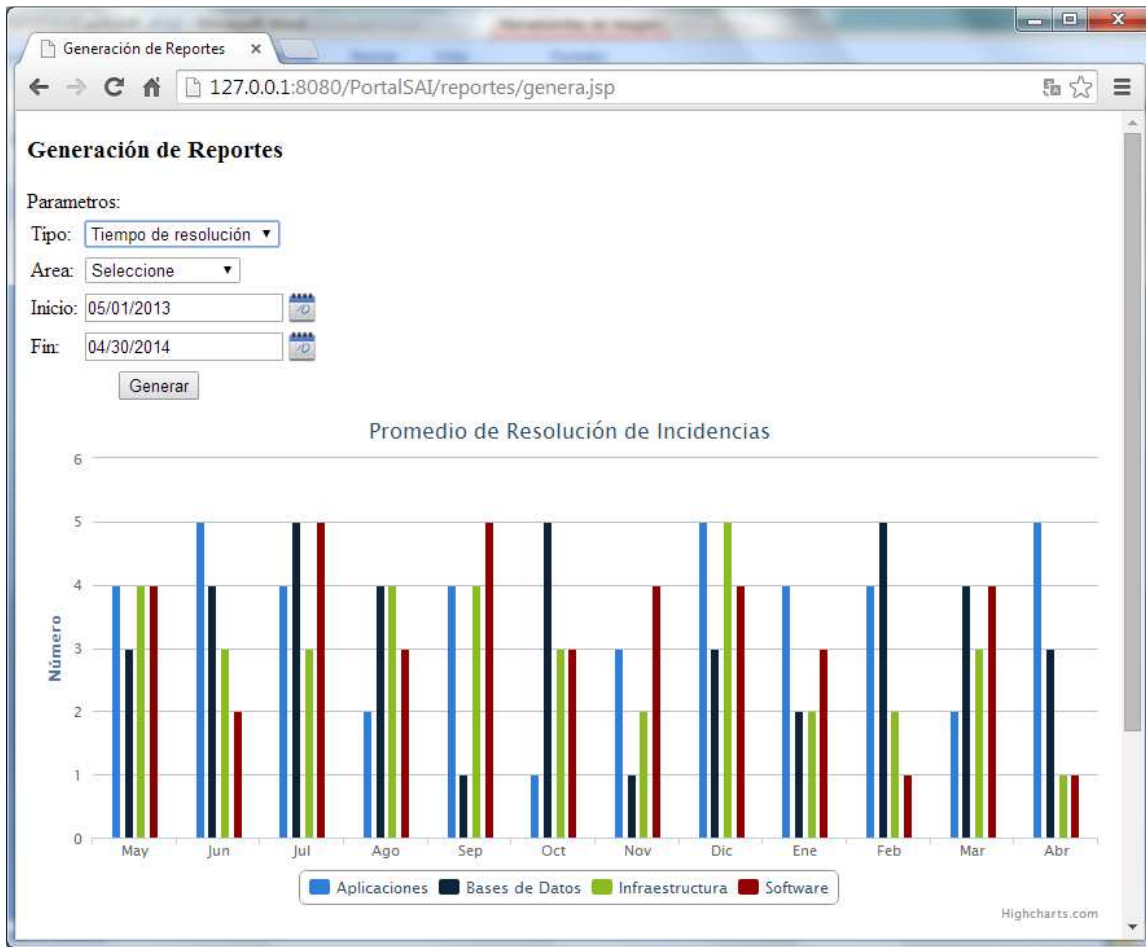 Generación de Reportes
127.0.0.1:8080/PortalSAI/reportes/genera.jsp
Generación de Reportes
Parametros:
Tipo: Tiempo de resolución
Area: Seleccione
Inicio: 05/01/2013
Fin: 04/30/2014
Generar
Promedio de Resolución de Incidencias
Número
6
5
4
3
2
1
0
May Jun Jul Ago Sep Oct Nov Dic Ene Feb Mar Abr
Aplicaciones Bases de Datos Infraestructura Software
Highcharts.com